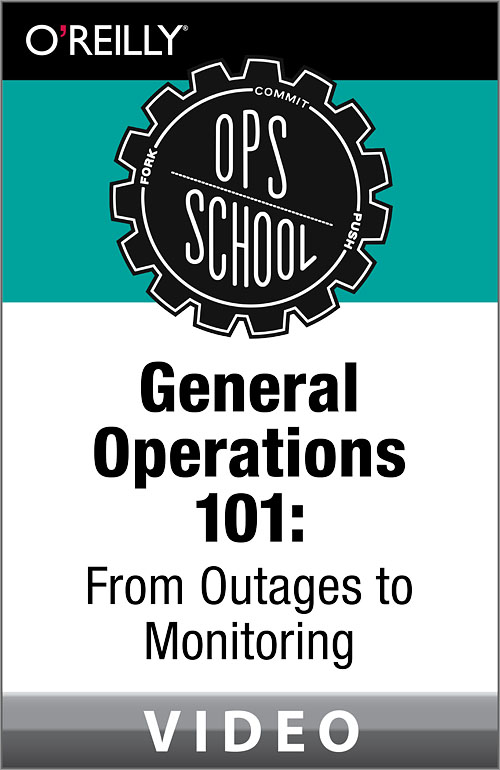 O'REILLY®
COMMIT
FORK
OPS
SCHOOL
PUSH
General
Operations
101:
From Outages to
Monitoring
VIDEO